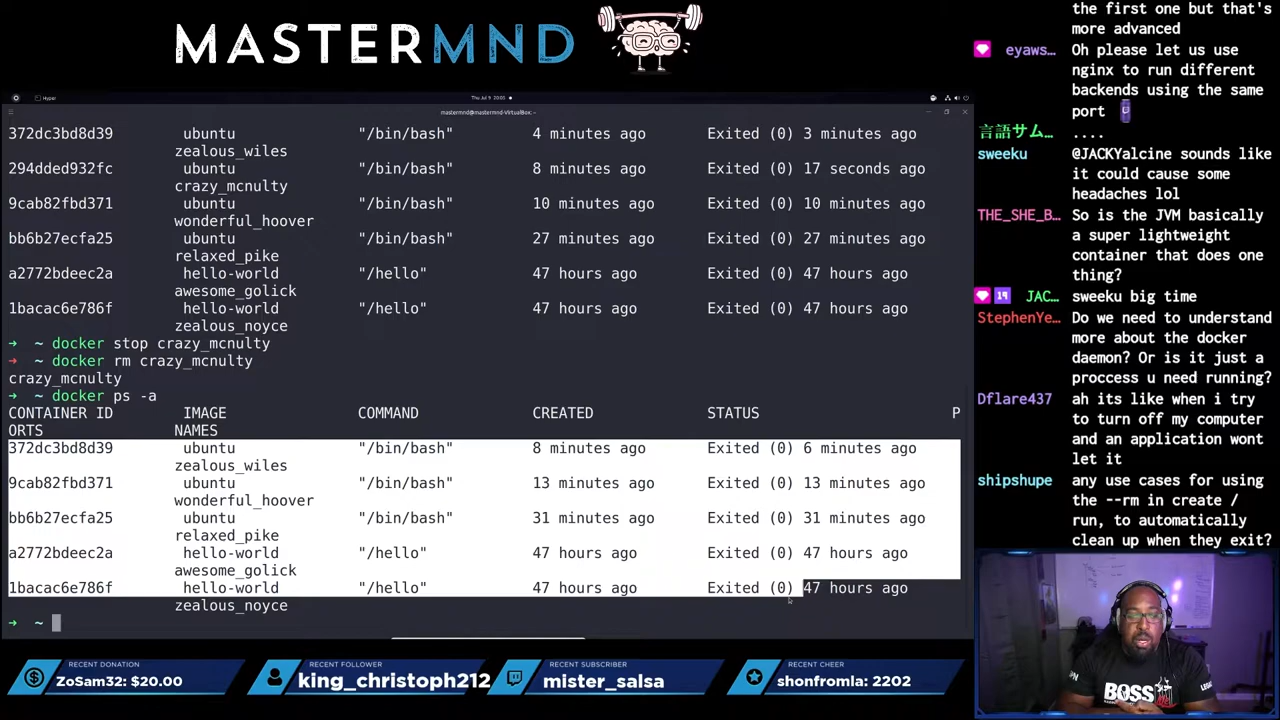 MASTERMND
Hyper
Thu Jul 9 20:00
mastermnd@mastermnd-VirtualBox: ~
372dc3bd8d39 ubuntu "/bin/bash" 4 minutes ago Exited (0) 3 minutes ago
zealous_wiles
294dded932fc ubuntu "/bin/bash" 8 minutes ago Exited (0) 17 seconds ago
crazy_mcnulty
9cab82fbd371 ubuntu "/bin/bash" 10 minutes ago Exited (0) 10 minutes ago
wonderful_hoover
bb6b27ecfa25 ubuntu "/bin/bash" 27 minutes ago Exited (0) 27 minutes ago
relaxed_pike
a2772bdeec2a hello-world "/hello" 47 hours ago Exited (0) 47 hours ago
awesome_golick
1bacac6e786f hello-world "/hello" 47 hours ago Exited (0) 47 hours ago
zealous_noyce
➜ ~ docker stop crazy_mcnulty
➜ ~ docker rm crazy_mcnulty
crazy_mcnulty
➜ ~ docker ps -a
CONTAINER ID IMAGE COMMAND CREATED STATUS P
ORTS NAMES
372dc3bd8d39 ubuntu "/bin/bash" 8 minutes ago Exited (0) 6 minutes ago
zealous_wiles
9cab82fbd371 ubuntu "/bin/bash" 13 minutes ago Exited (0) 13 minutes ago
wonderful_hoover
bb6b27ecfa25 ubuntu "/bin/bash" 31 minutes ago Exited (0) 31 minutes ago
relaxed_pike
a2772bdeec2a hello-world "/hello" 47 hours ago Exited (0) 47 hours ago
awesome_golick
1bacac6e786f hello-world "/hello" 47 hours ago Exited (0) 47 hours ago
zealous_noyce
➜ ~
the first one but that's
more advanced
eyaws… Oh please let us use
nginx to run different
backends using the same
port
言語サム… ....
sweeku @JACKYalcine sounds like
it could cause some
headaches lol
THE_SHE_B… So is the JVM basically
a super lightweight
container that does one
thing?
19 JAC… sweeku big time
StephenYe… Do we need to understand
more about the docker
daemon? Or is it just a
proccess u need running?
Dflare437 ah its like when i try
to turn off my computer
and an application wont
let it
shipshupe any use cases for using
the --rm in create /
run, to automatically
clean up when they exit?
BOSS
RECENT DONATION
ZoSam32: $20.00
RECENT FOLLOWER
king_christoph212
RECENT SUBSCRIBER
mister_salsa
RECENT CHEER
shonfromla: 2202